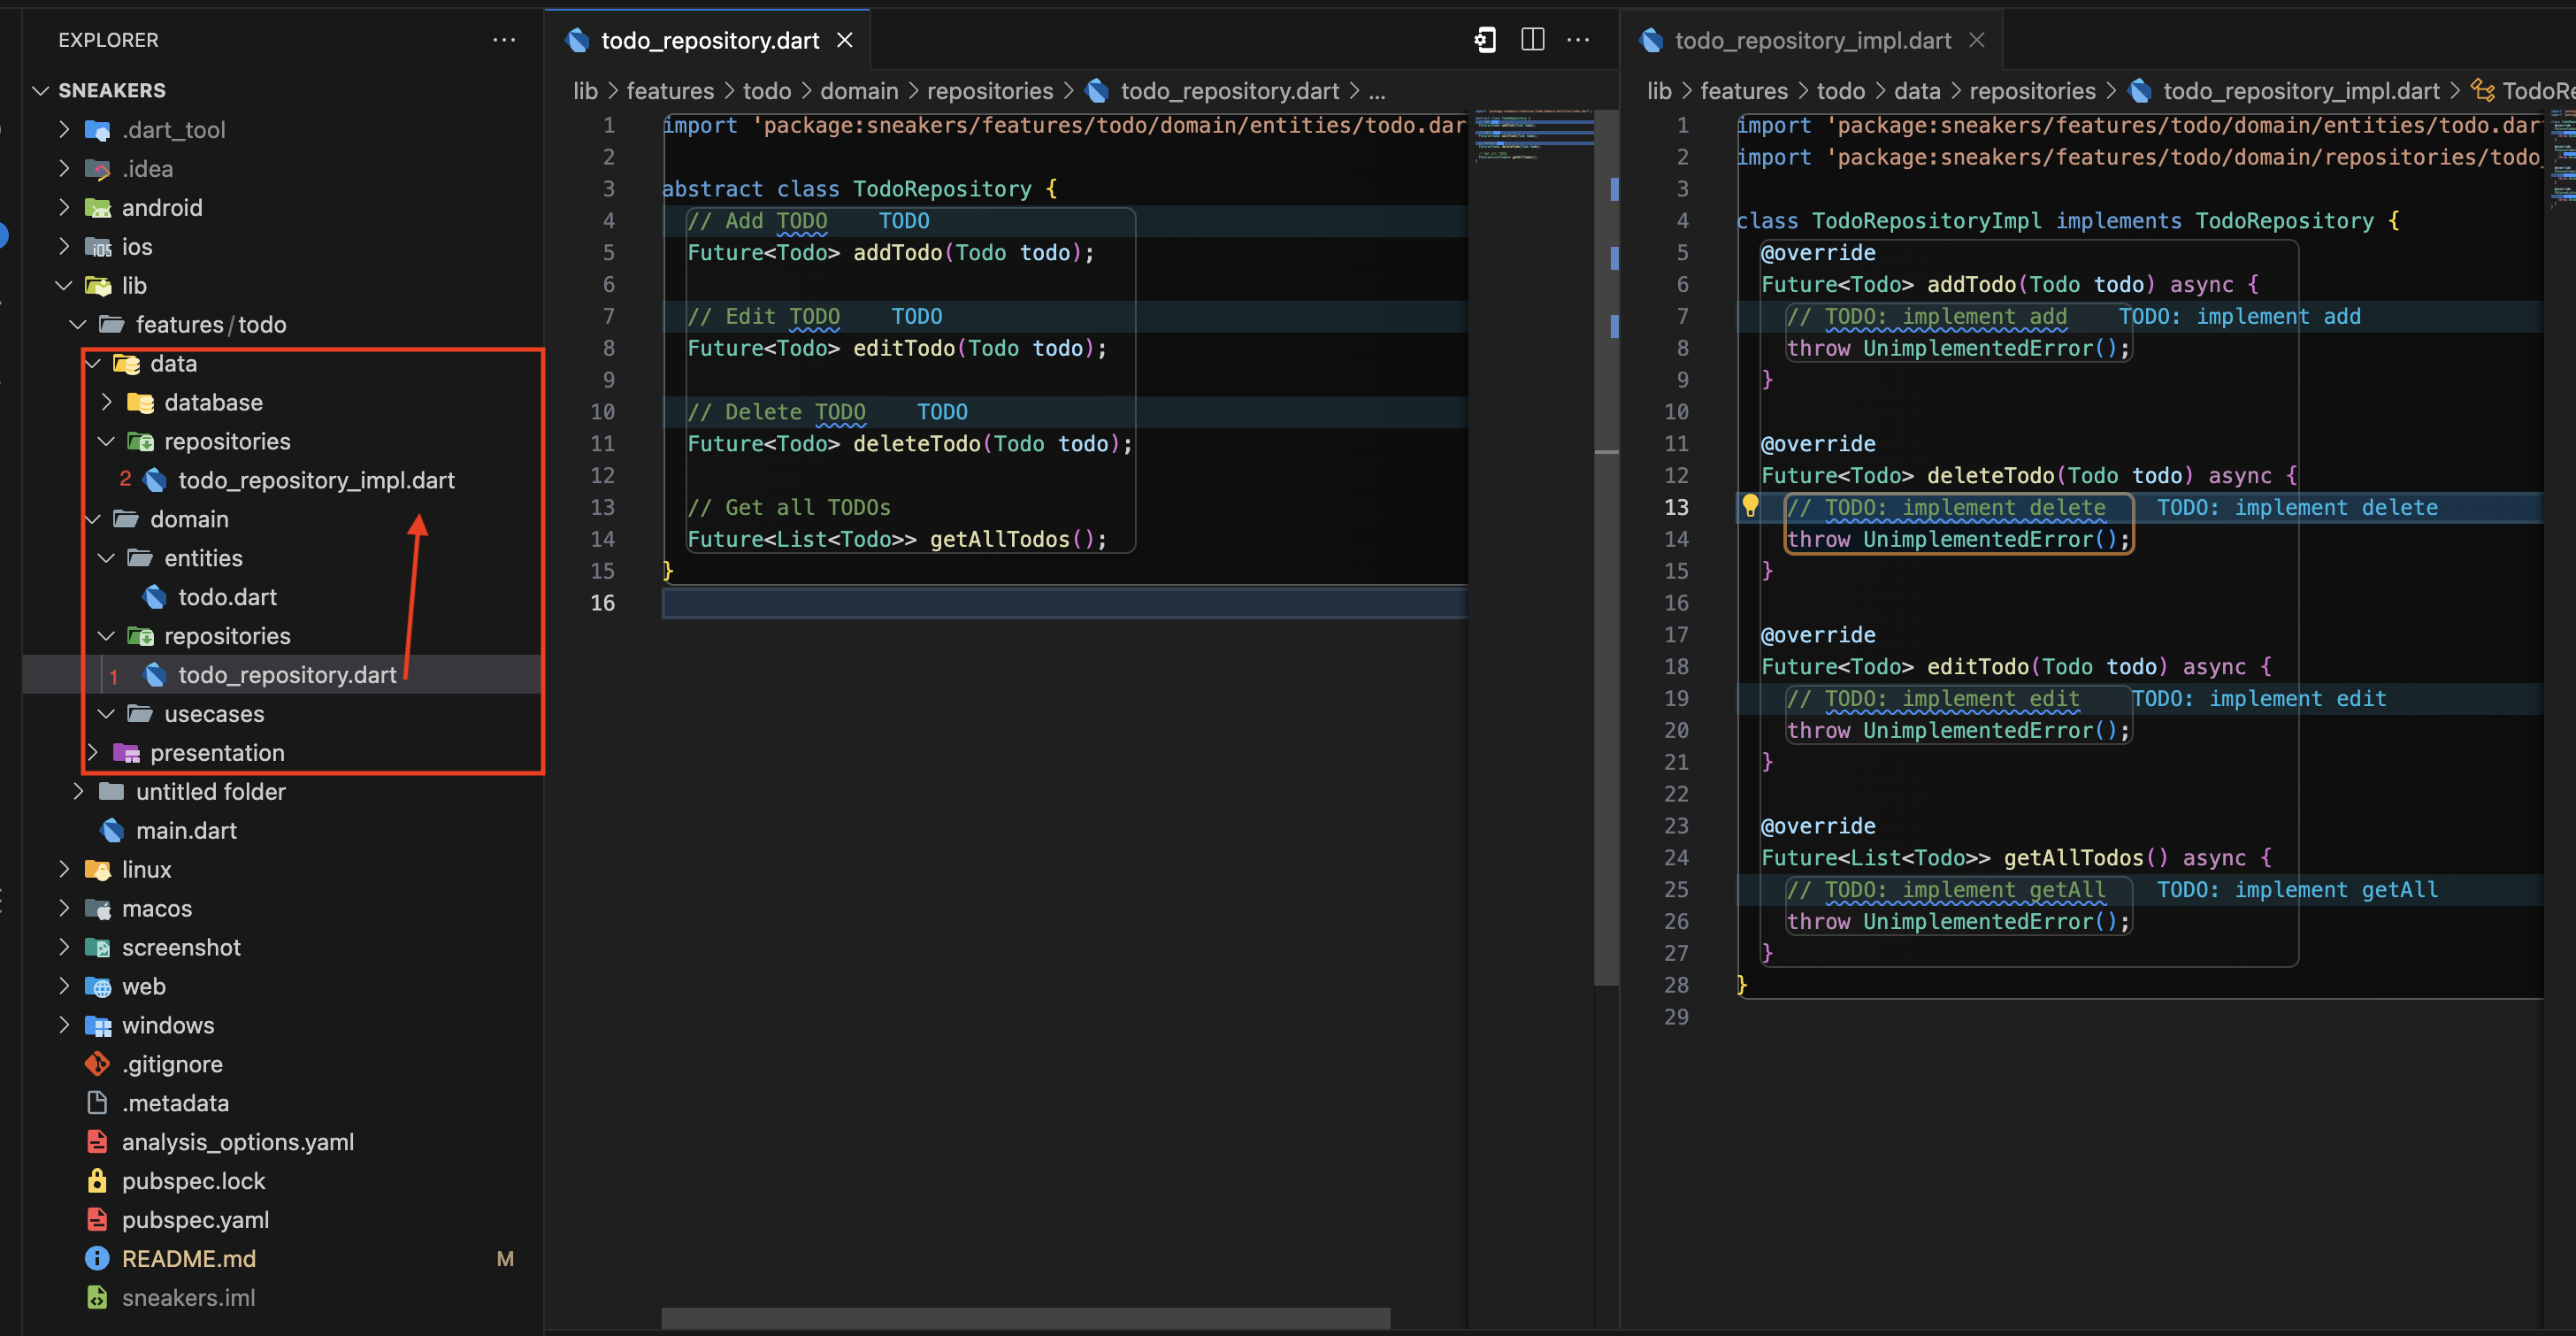 EXPLORER
SNEAKERS
.dart_tool
.idea
android
ios
lib
features/todo
data
database
repositories
2 todo_repository_impl.dart
domain
entities
todo.dart
repositories
1 todo_repository.dart
usecases
presentation
untitled folder
main.dart
linux
macos
screenshot
web
windows
.gitignore
.metadata
analysis_options.yaml
pubspec.lock
pubspec.yaml
README.md M
sneakers.iml
todo_repository.dart
lib > features > todo > domain > repositories > todo_repository.dart > ...
1 import 'package:sneakers/features/todo/domain/entities/todo.dar
2
3 abstract class TodoRepository {
4 // Add TODO TODO
5 Future<Todo> addTodo(Todo todo);
6
7 // Edit TODO TODO
8 Future<Todo> editTodo(Todo todo);
9
10 // Delete TODO TODO
11 Future<Todo> deleteTodo(Todo todo);
12
13 // Get all TODOs
14 Future<List<Todo>> getAllTodos();
15 }
16
todo_repository_impl.dart
lib > features > todo > data > repositories > todo_repository_impl.dart > TodoRe
1 import 'package:sneakers/features/todo/domain/entities/todo.dar
2 import 'package:sneakers/features/todo/domain/repositories/todo_
3
4 class TodoRepositoryImpl implements TodoRepository {
5 @override
6 Future<Todo> addTodo(Todo todo) async {
7 // TODO: implement add TODO: implement add
8 throw UnimplementedError();
9 }
10
11 @override
12 Future<Todo> deleteTodo(Todo todo) async {
13 // TODO: implement delete TODO: implement delete
14 throw UnimplementedError();
15 }
16
17 @override
18 Future<Todo> editTodo(Todo todo) async {
19 // TODO: implement edit TODO: implement edit
20 throw UnimplementedError();
21 }
22
23 @override
24 Future<List<Todo>> getAllTodos() async {
25 // TODO: implement getAll TODO: implement getAll
26 throw UnimplementedError();
27 }
28 }
29